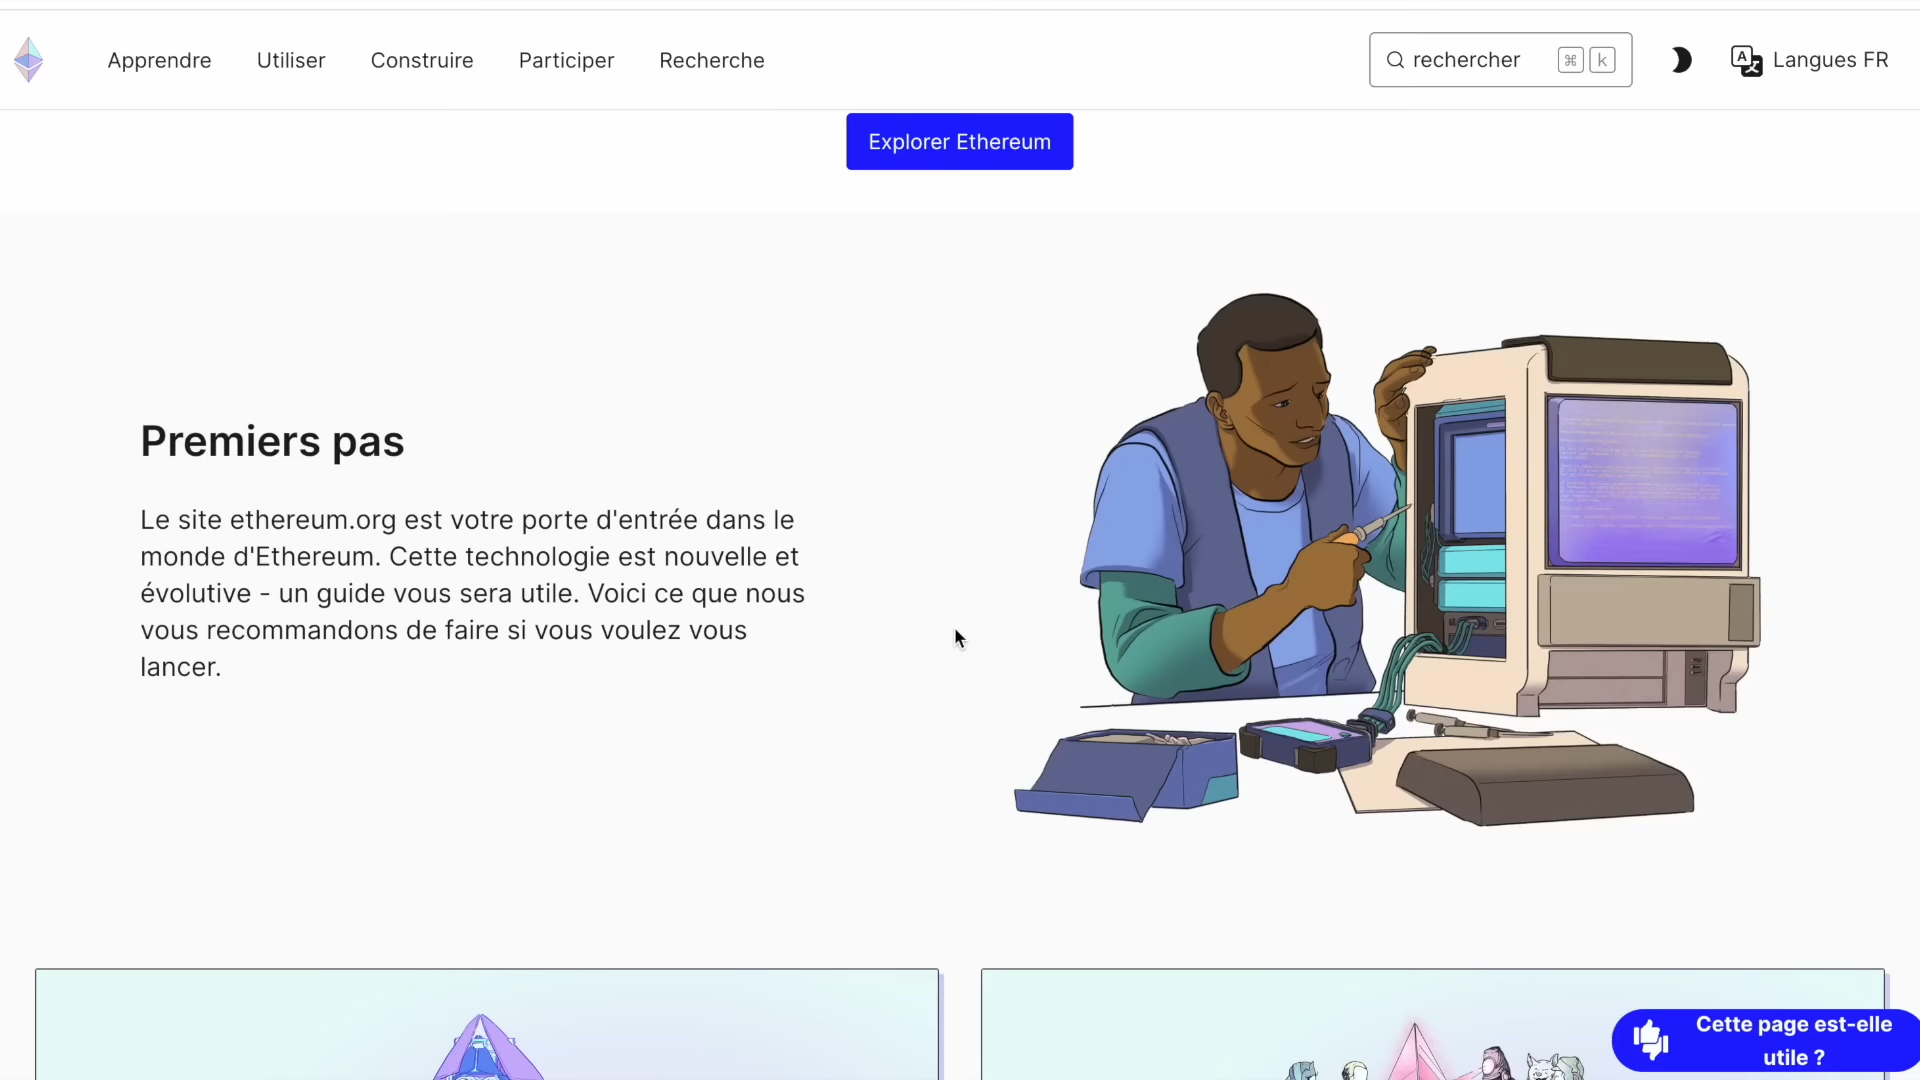 Apprendre
Utiliser
Construire
Participer
Recherche
rechercher
⌘ k
Langues FR
Explorer Ethereum
Premiers pas
Le site ethereum.org est votre porte d'entrée dans le
monde d'Ethereum. Cette technologie est nouvelle et
évolutive - un guide vous sera utile. Voici ce que nous
vous recommandons de faire si vous voulez vous
lancer.
Cette page est-elle
utile ?